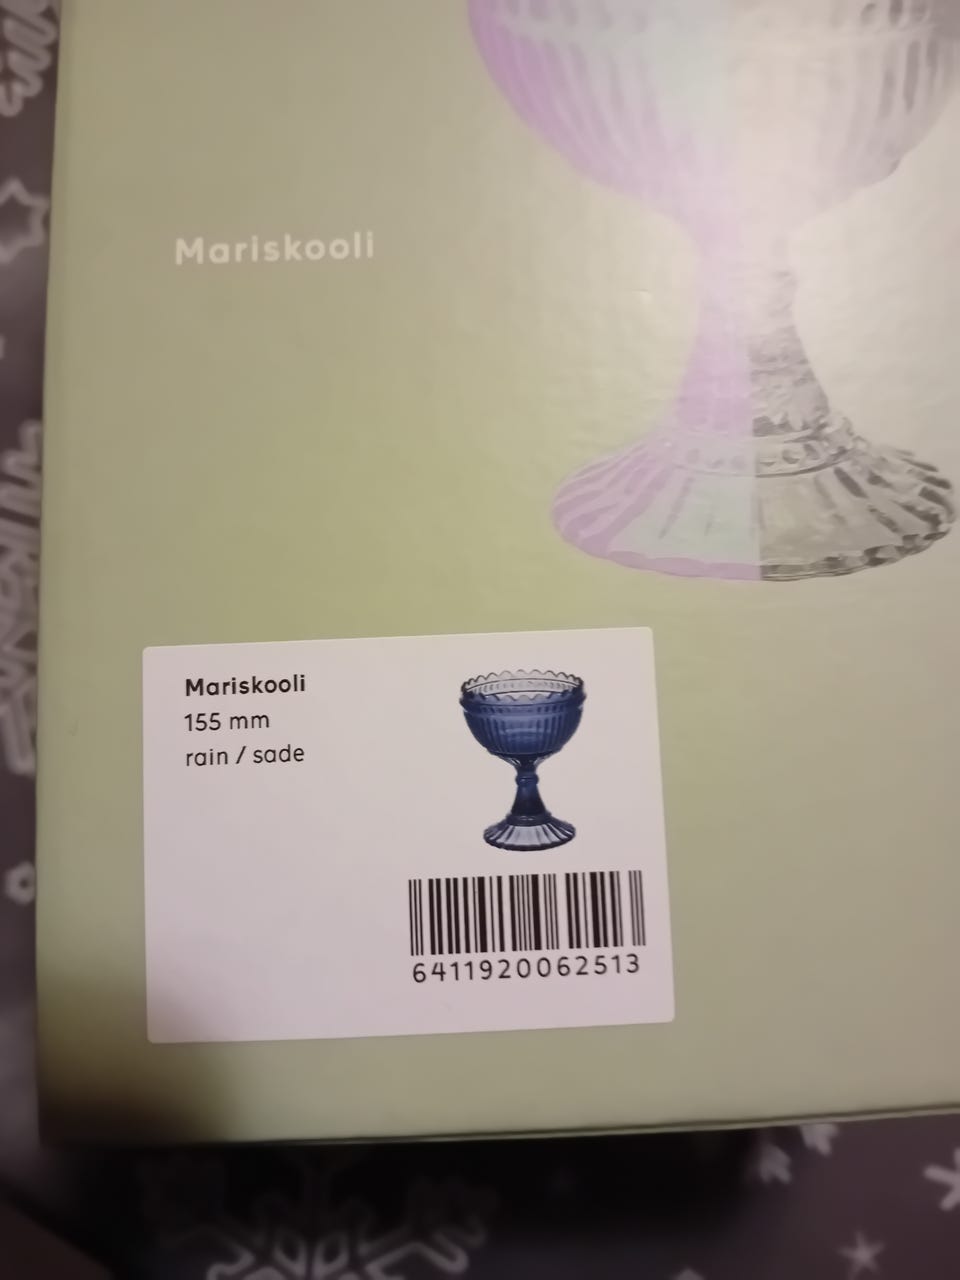 Mariskooli
Mariskooli
155 mm
rain / sade
6411920062513